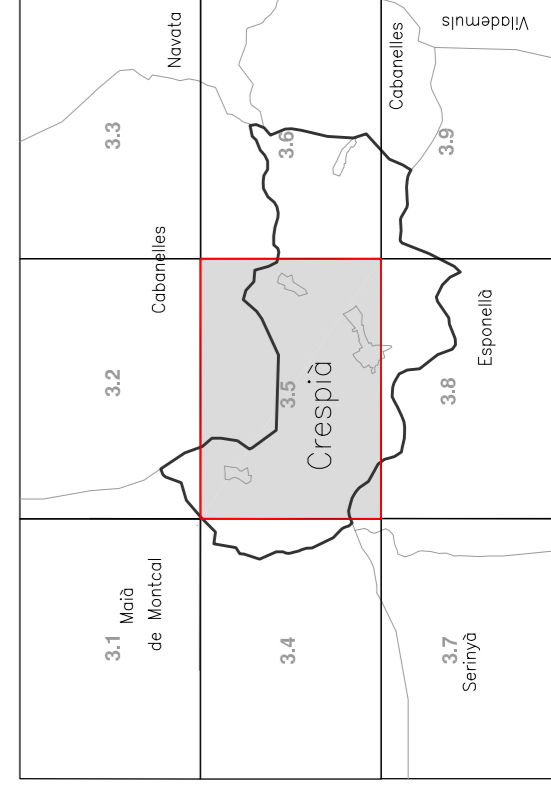 3.1
Maià
de Montcal
3.2
Cabanelles
3.3
Navata
3.4
3.5
Crespià
3.6
Cabanelles
3.7
Serinyà
3.8
Esponellà
3.9
Vilademuls